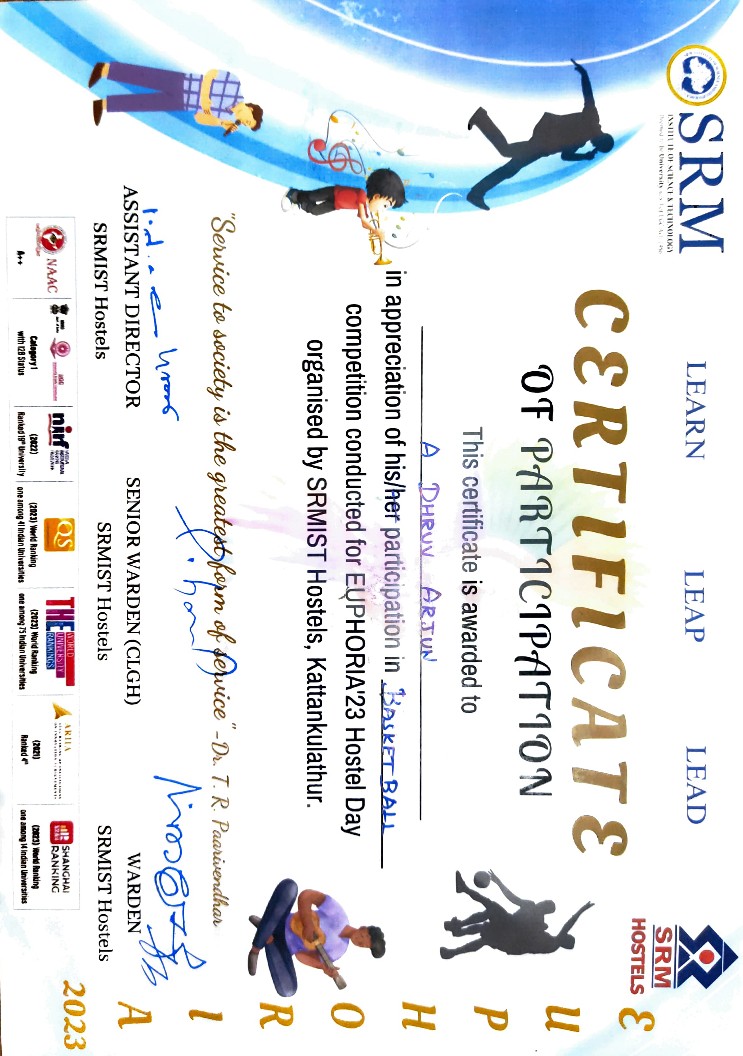 SRM
INSTITUTE OF SCIENCE & TECHNOLOGY
LEARN LEAP LEAD
SRM
HOSTELS
EUPHORIA
2023
CERTIFICATE
OF PARTICIPATION
This certificate is awarded to
A DHRUV ARJUN
in appreciation of his/her participation in BASKETBALL
competition conducted for EUPHORIA'23 Hostel Day
organised by SRMIST Hostels, Kattankulathur.
"Service to society is the greatest form of service" -Dr. T. R. Paarivendhar
ASSISTANT DIRECTOR SENIOR WARDEN (CLGH) WARDEN
SRMIST Hostels SRMIST Hostels SRMIST Hostels
NAAC
A++
Category I
with 12B Status
nirf
(2022)
Ranked 19th University
QS
(2023) World Ranking
one among 41 Indian Universities
THE WORLD UNIVERSITY RANKINGS
(2023) World Ranking
one among 75 Indian Universities
ARIIA
(2021)
Ranked 4th
SHANGHAI
RANKING
(2023) World Ranking
one among 14 Indian Universities